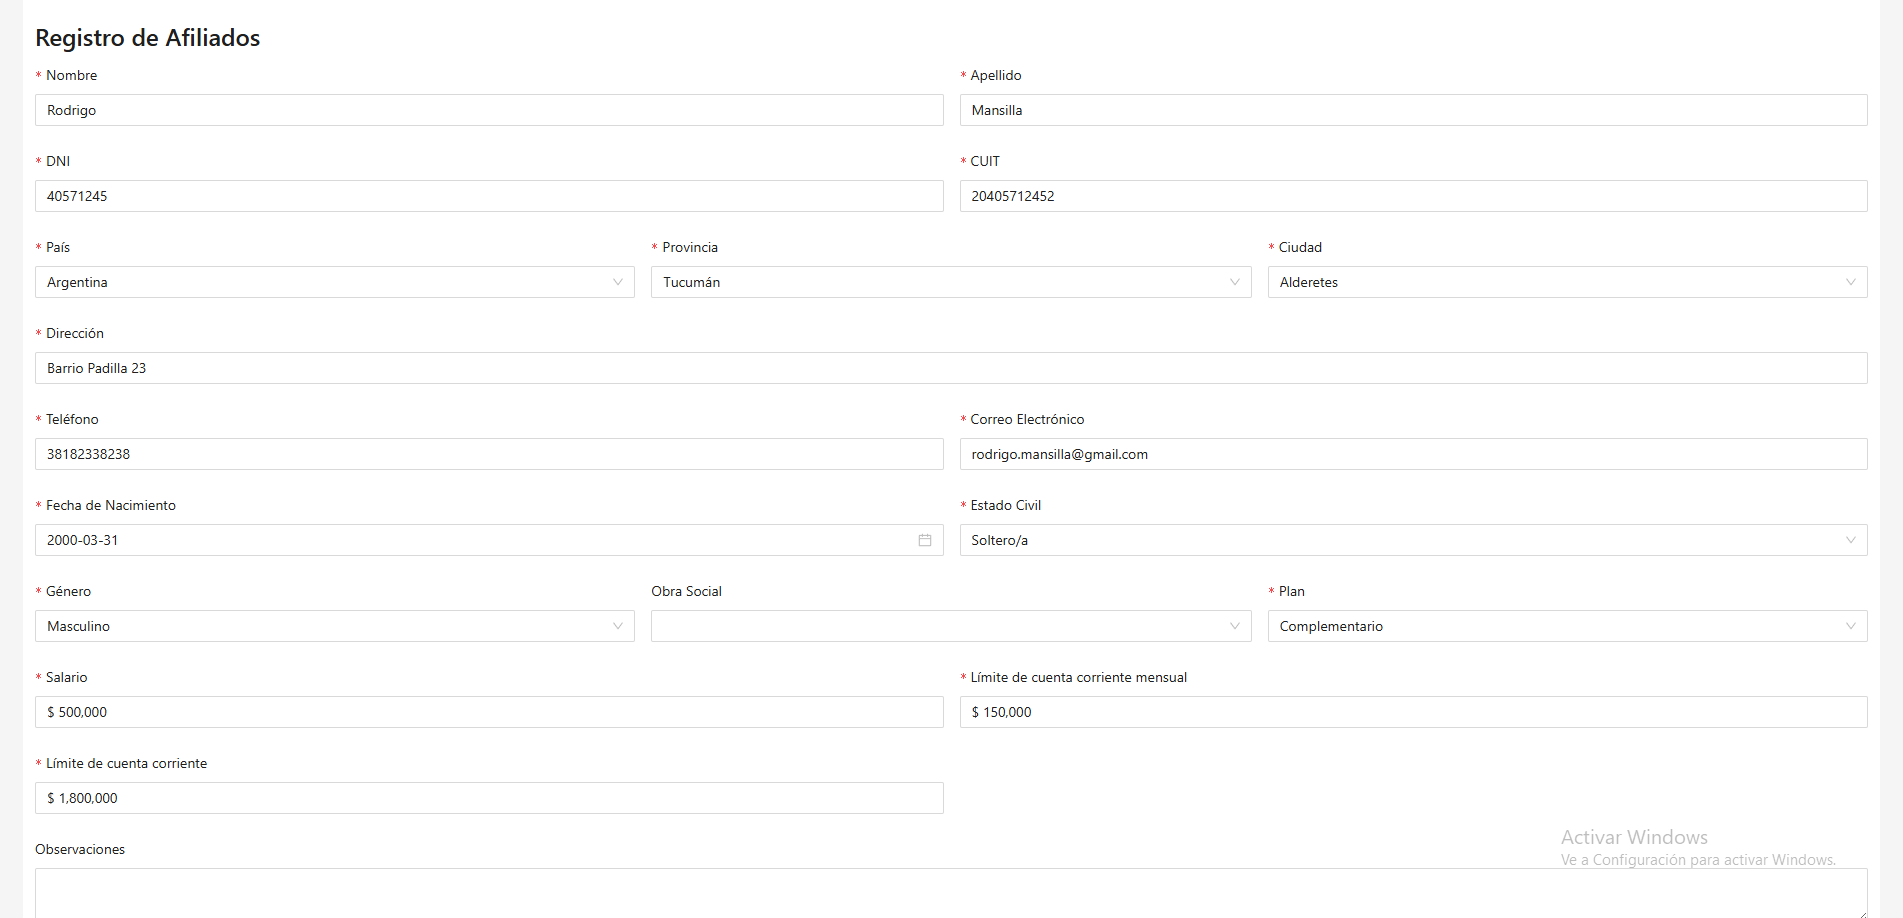 Registro de Afiliados
* Nombre
* Apellido
Rodrigo
Mansilla
* DNI
* CUIT
40571245
20405712452
* País
* Provincia
* Ciudad
Argentina
Tucumán
Alderetes
* Dirección
Barrio Padilla 23
* Teléfono
* Correo Electrónico
38182338238
rodrigo.mansilla@gmail.com
* Fecha de Nacimiento
* Estado Civil
2000-03-31
Soltero/a
* Género
Obra Social
* Plan
Masculino
Complementario
* Salario
* Límite de cuenta corriente mensual
$ 500,000
$ 150,000
* Límite de cuenta corriente
$ 1,800,000
Observaciones
Activar Windows
Ve a Configuración para activar Windows.